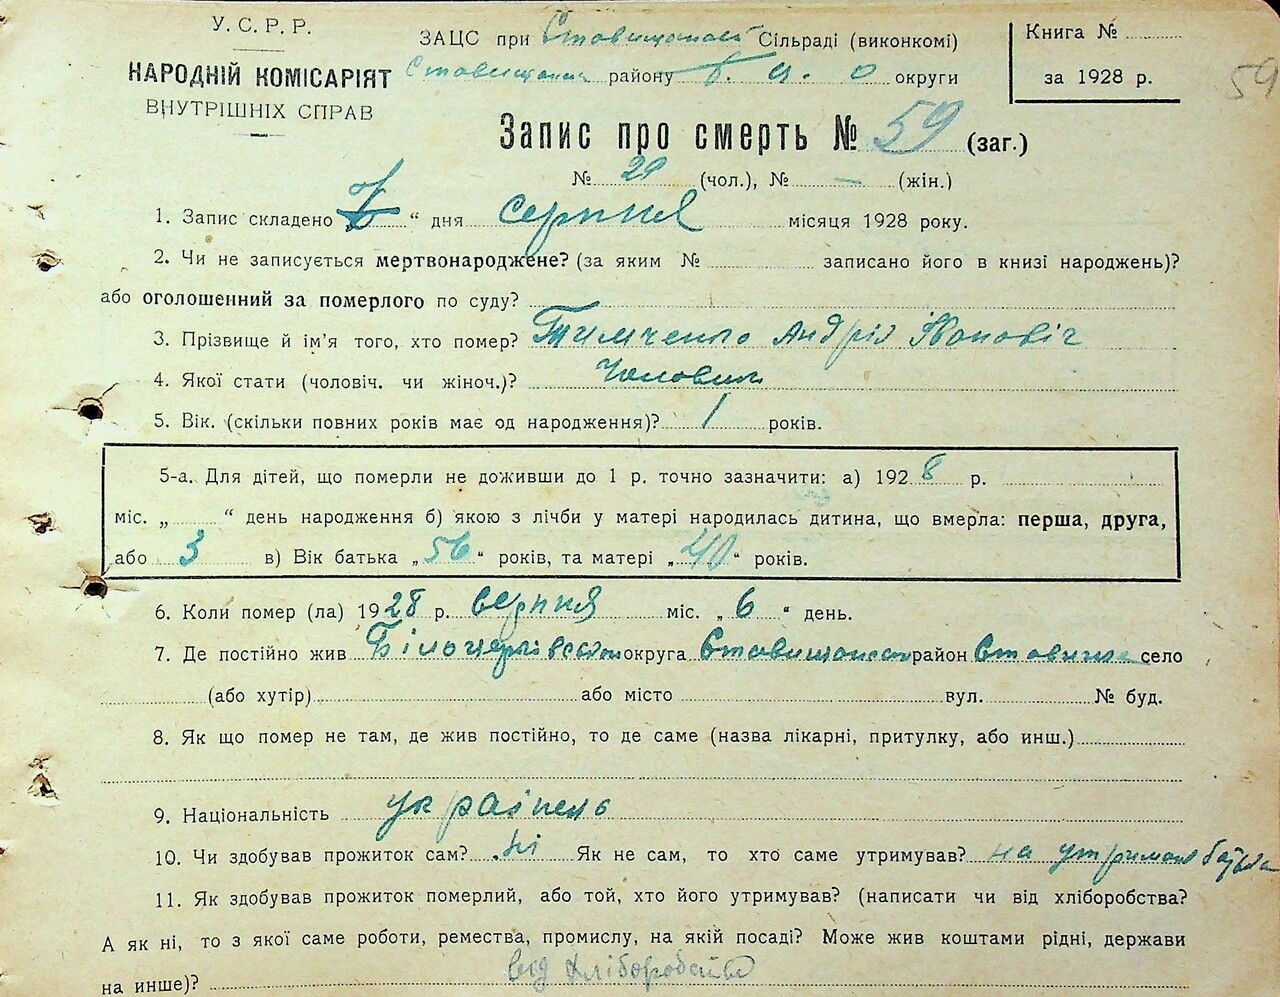 У. С. Р. Р.
НАРОДНІЙ КОМІСАРІЯТ
ВНУТРІШНІХ СПРАВ
ЗАЦС при Ставищанській Сільраді (виконкомі)
Ставищанськ району Б. Ц. о округи
Книга №
за 1928 р.
59
Запис про смерть № 59 (заг.)
№ 29 (чол.), № — (жін.)
1. Запис складено “ дня серпня місяця 1928 року.
2. Чи не записується мертвонароджене? (за яким № записано його в книзі народжень)?
або оголошенний за померлого по суду?
3. Прізвище й ім'я того, хто помер? Тимченко Андрій Іванович
4. Якої стати (чоловіч. чи жіноч.)? Чоловіч
5. Вік. (скільки повних років має од народження)? 1 років.
5-а. Для дітей, що померли не доживши до 1 р. точно зазначити: а) 1928 р.
міс. „ “ день народження б) якою з лічби у матері народилась дитина, що вмерла: перша, друга,
або 3 в) Вік батька „56“ років, та матері „40“ років.
6. Коли помер (ла) 1928 р. серпня міс. „ 6 “ день.
7. Де постійно жив Білоцерківська округа Ставищанськ район Ставище село
(або хутір) або місто вул. № буд.
8. Як що помер не там, де жив постійно, то де саме (назва лікарні, притулку, або инш.)
9. Національність українець
10. Чи здобував прожиток сам? ні Як не сам, то хто саме утримував? на утриман батька
11. Як здобував прожиток померлий, або той, хто його утримував? (написати чи від хліборобства?
А як ні, то з якої саме роботи, ремества, промислу, на якій посаді? Може жив коштами рідні, держави
на инше)? від хліборобства